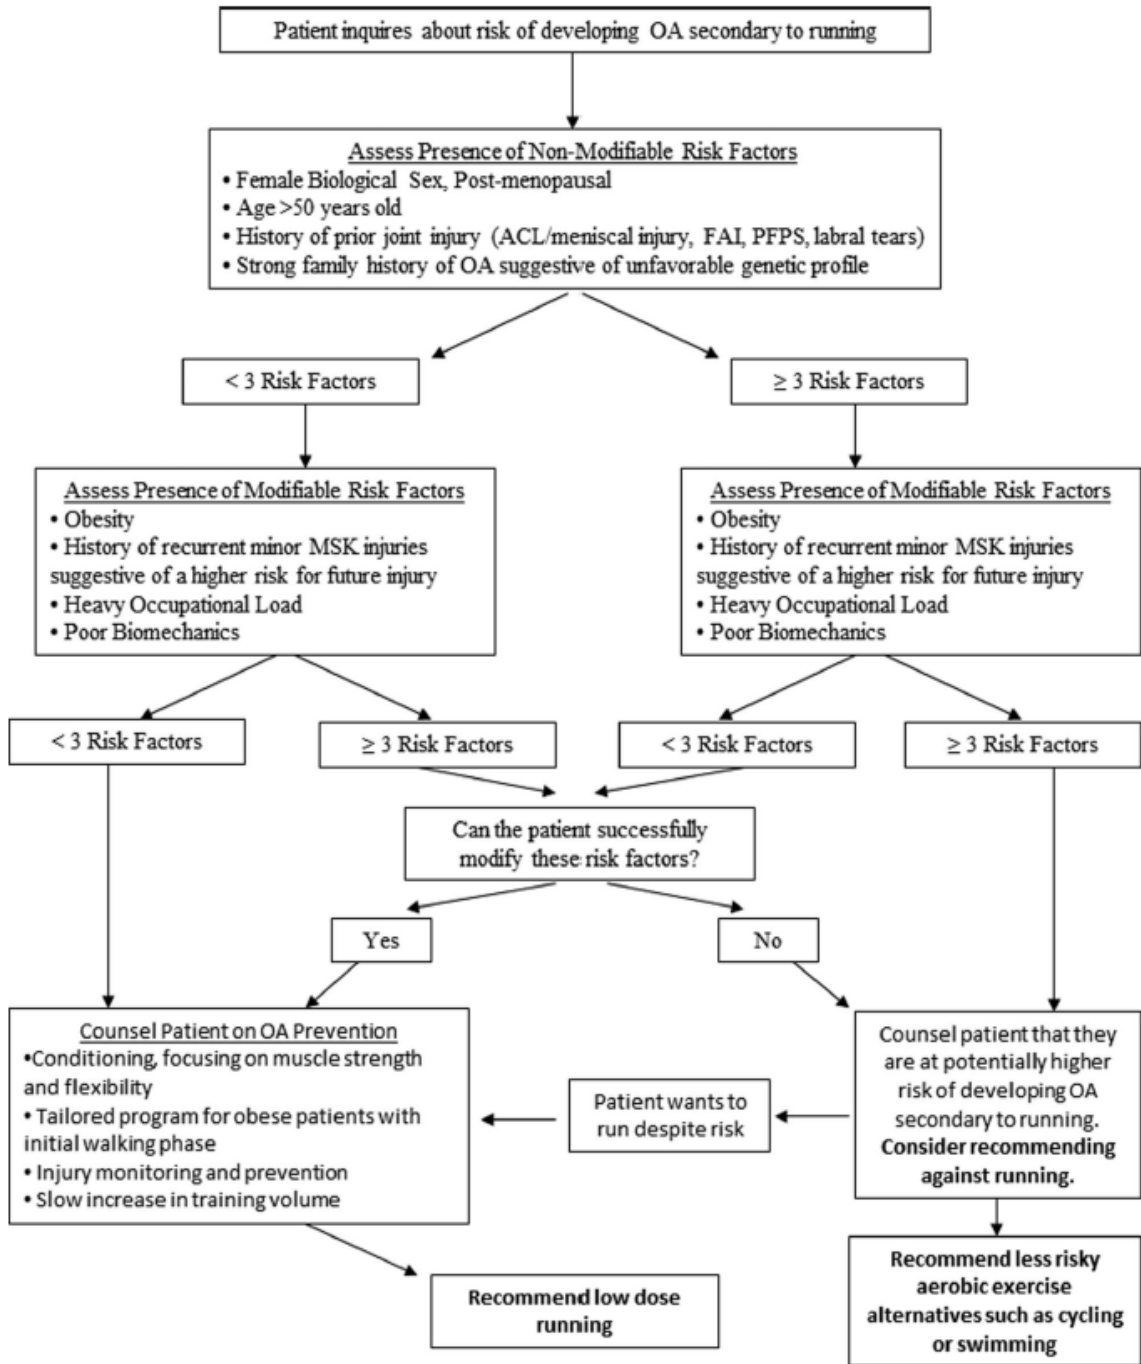 Patient inquires about risk of developing OA secondary to running
Assess Presence of Non-Modifiable Risk Factors
• Female Biological Sex, Post-menopausal
• Age >50 years old
• History of prior joint injury (ACL/meniscal injury, FAI, PFPS, labral tears)
• Strong family history of OA suggestive of unfavorable genetic profile
< 3 Risk Factors
≥ 3 Risk Factors
Assess Presence of Modifiable Risk Factors
• Obesity
• History of recurrent minor MSK injuries
suggestive of a higher risk for future injury
• Heavy Occupational Load
• Poor Biomechanics
Assess Presence of Modifiable Risk Factors
• Obesity
• History of recurrent minor MSK injuries
suggestive of a higher risk for future injury
• Heavy Occupational Load
• Poor Biomechanics
< 3 Risk Factors
≥ 3 Risk Factors
< 3 Risk Factors
≥ 3 Risk Factors
Can the patient successfully
modify these risk factors?
Yes
No
Counsel Patient on OA Prevention
•Conditioning, focusing on muscle strength
and flexibility
• Tailored program for obese patients with
initial walking phase
• Injury monitoring and prevention
• Slow increase in training volume
Patient wants to
run despite risk
Counsel patient that they
are at potentially higher
risk of developing OA
secondary to running.
Consider recommending
against running.
Recommend low dose
running
Recommend less risky
aerobic exercise
alternatives such as cycling
or swimming